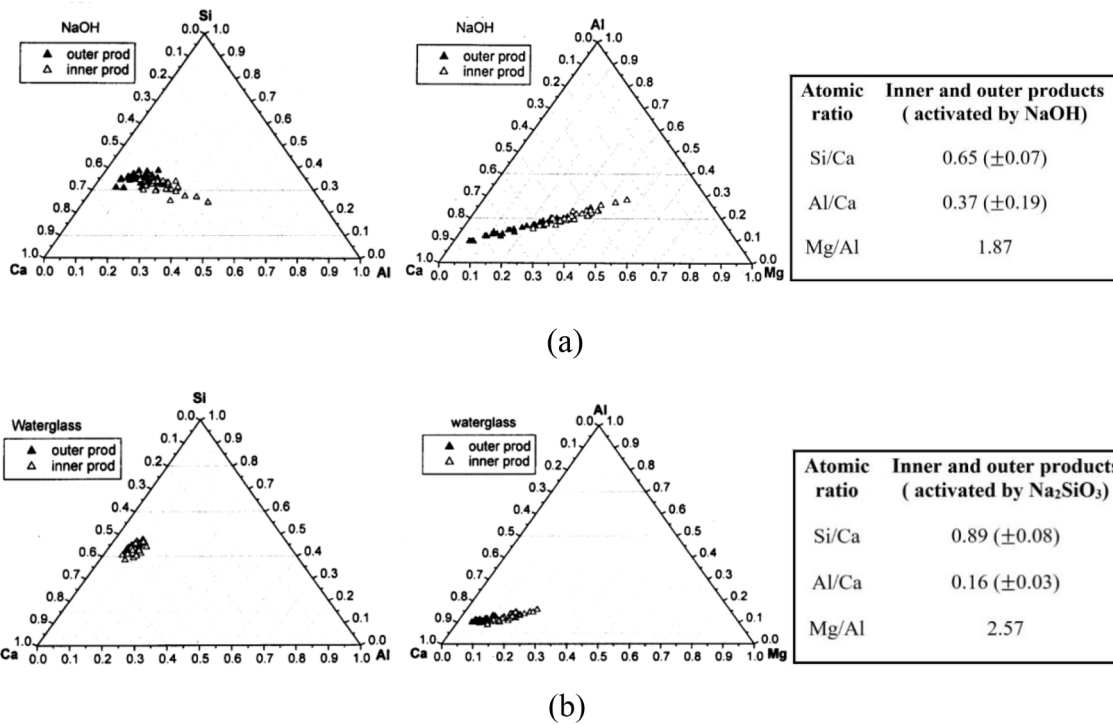 Si
NaOH
▲ outer prod
△ inner prod
0.0 1.0
0.1 0.9
0.2 0.8
0.3 0.7
0.4 0.6
0.5 0.5
0.6 0.4
0.7 0.3
0.8 0.2
0.9 0.1
1.0 0.0
Ca 0.0 0.1 0.2 0.3 0.4 0.5 0.6 0.7 0.8 0.9 1.0 Al
Al
NaOH
▲ outer prod
△ inner prod
0.0 1.0
0.1 0.9
0.2 0.8
0.3 0.7
0.4 0.6
0.5 0.5
0.6 0.4
0.7 0.3
0.8 0.2
0.9 0.1
1.0 0.0
Ca 0.0 0.1 0.2 0.3 0.4 0.5 0.6 0.7 0.8 0.9 1.0 Mg
Atomic ratio
Inner and outer products
( activated by NaOH)
Si/Ca 0.65 (±0.07)
Al/Ca 0.37 (±0.19)
Mg/Al 1.87
(a)
Si
Waterglass
▲ outer prod
△ inner prod
0.0 1.0
0.1 0.9
0.2 0.8
0.3 0.7
0.4 0.6
0.5 0.5
0.6 0.4
0.7 0.3
0.8 0.2
0.9 0.1
1.0 0.0
Ca 0.0 0.1 0.2 0.3 0.4 0.5 0.6 0.7 0.8 0.9 1.0 Al
Al
waterglass
▲ outer prod
△ inner prod
0.0 1.0
0.1 0.9
0.2 0.8
0.3 0.7
0.4 0.6
0.5 0.5
0.6 0.4
0.7 0.3
0.8 0.2
0.9 0.1
1.0 0.0
Ca 0.0 0.1 0.2 0.3 0.4 0.5 0.6 0.7 0.8 0.9 1.0 Mg
Atomic ratio
Inner and outer products
( activated by Na₂SiO₃)
Si/Ca 0.89 (±0.08)
Al/Ca 0.16 (±0.03)
Mg/Al 2.57
(b)